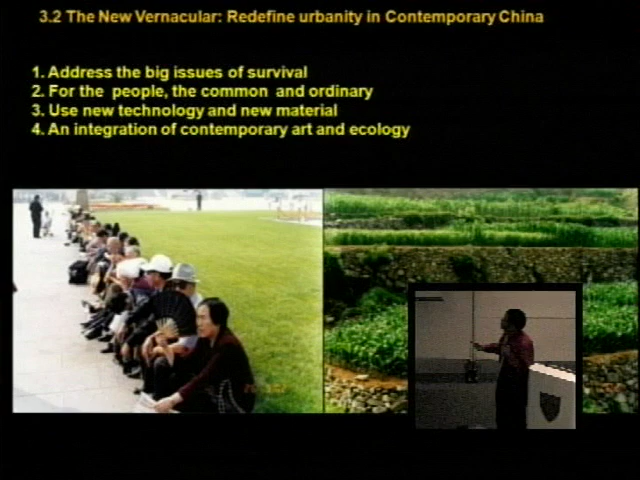 3.2 The New Vernacular: Redefine urbanity in Contemporary China
1. Address the big issues of survival
2. For the people, the common and ordinary
3. Use new technology and new material
4. An integration of contemporary art and ecology